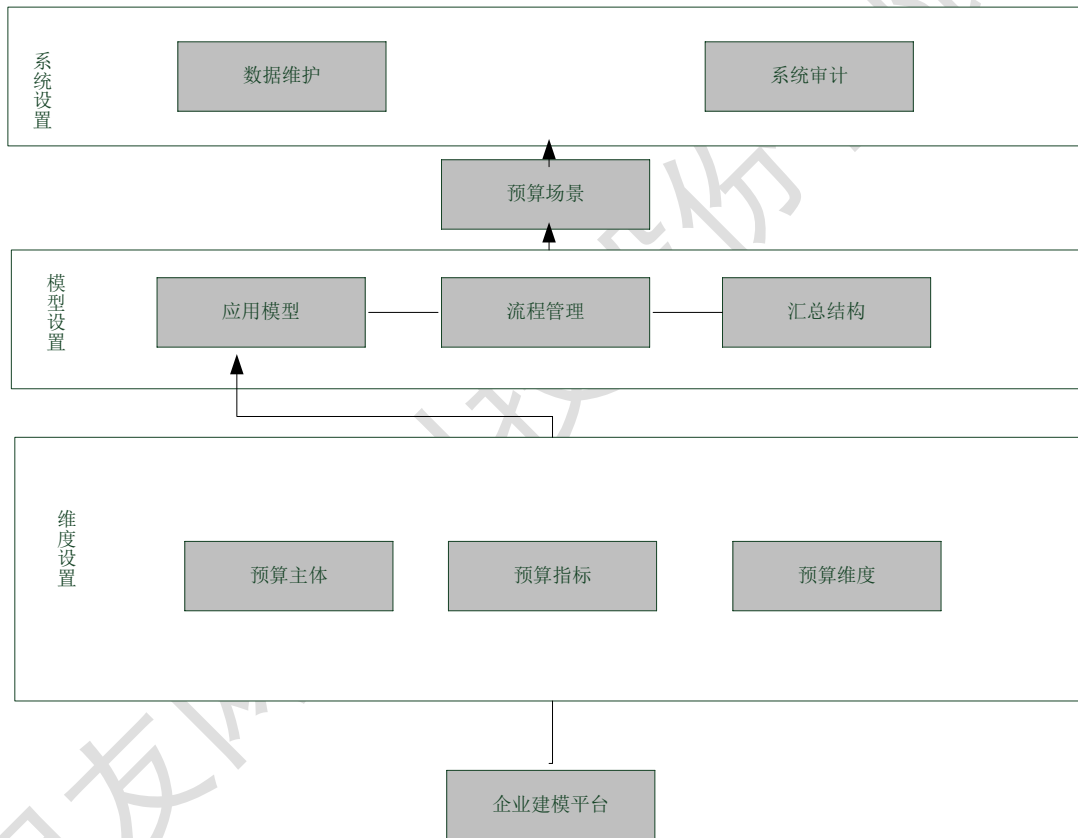 系统设置
数据维护
系统审计
预算场景
模型设置
应用模型
流程管理
汇总结构
维度设置
预算主体
预算指标
预算维度
企业建模平台